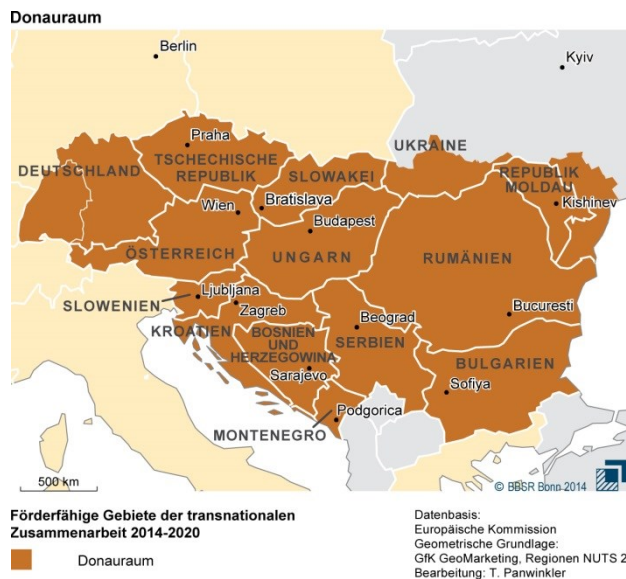 Donauraum
Berlin
Kyiv
Praha
UKRAINE
DEUTSCHLAND
TSCHECHISCHE
REPUBLIK
SLOWAKEI
REPUBLIK
MOLDAU
Kishinev
Wien
Bratislava
Budapest
ÖSTERREICH
UNGARN
RUMÄNIEN
Ljubljana
SLOWENIEN
Zagreb
Bucuresti
Beograd
KROATIEN
BOSNIEN
UND
HERZEGOWINA
SERBIEN
BULGARIEN
Sarajevo
Sofiya
Podgorica
MONTENEGRO
500 km
© BBSR Bonn 2014
Förderfähige Gebiete der transnationalen
Zusammenarbeit 2014-2020
Donauraum
Datenbasis:
Europäische Kommission
Geometrische Grundlage:
GfK GeoMarketing, Regionen NUTS 2
Bearbeitung: T. Panwinkler